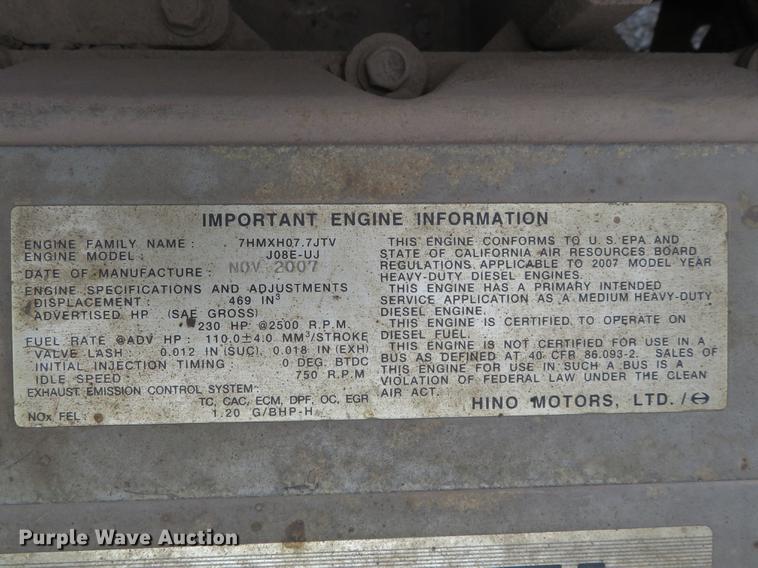 IMPORTANT ENGINE INFORMATION
ENGINE FAMILY NAME : 7HMXH07.7JTV
ENGINE MODEL: J08E-UJ
DATE OF MANUFACTURE : NOV. 2007
ENGINE SPECIFICATIONS AND ADJUSTMENTS
DISPLACEMENT : 469 IN³
ADVERTISED HP (SAE GROSS)
230 HP @2500 R.P.M.
FUEL RATE @ADV HP : 110.0±4.0 MM³/STROKE
VALVE LASH : 0.012 IN (SUC), 0.018 IN (EXH)
INITIAL INJECTION TIMING : 0 DEG. BTDC
IDLE SPEED : 750 R.P.M
EXHAUST EMISSION CONTROL SYSTEM:
TC, CAC, ECM, DPF, OC, EGR
NOx FEL: 1.20 G/BHP-H
THIS ENGINE CONFORMS TO U.S.EPA AND
STATE OF CALIFORNIA AIR RESOURCES BOARD
REGULATIONS. APPLICABLE TO 2007 MODEL YEAR
HEAVY-DUTY DIESEL ENGINES.
THIS ENGINE HAS A PRIMARY INTENDED
SERVICE APPLICATION AS A MEDIUM HEAVY-DUTY
DIESEL ENGINE.
THIS ENGINE IS CERTIFIED TO OPERATE ON
DIESEL FUEL.
THIS ENGINE IS NOT CERTIFIED FOR USE IN A
BUS AS DEFINED AT 40 CFR 86.093-2. SALES OF
THIS ENGINE FOR USE IN SUCH A BUS IS A
VIOLATION OF FEDERAL LAW UNDER THE CLEAN
AIR ACT.
HINO MOTORS, LTD./
Purple Wave Auction